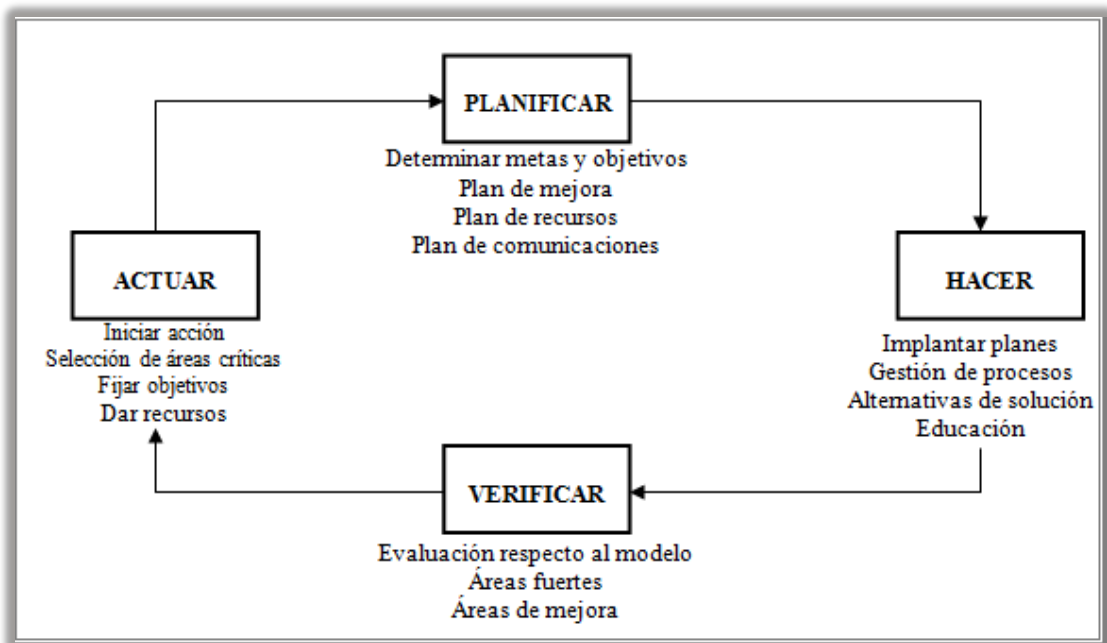 PLANIFICAR
Determinar metas y objetivos
Plan de mejora
Plan de recursos
Plan de comunicaciones
HACER
Implantar planes
Gestión de procesos
Alternativas de solución
Educación
VERIFICAR
Evaluación respecto al modelo
Áreas fuertes
Áreas de mejora
ACTUAR
Iniciar acción
Selección de áreas críticas
Fijar objetivos
Dar recursos